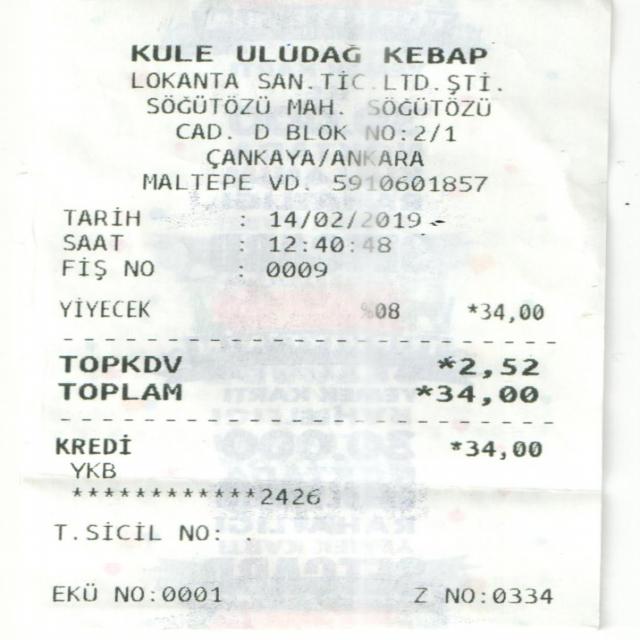 KULE ULUDAĞ KEBAP
LOKANTA SAN.TİC.LTD.ŞTİ.
SÖĞÜTÖZÜ MAH. SÖĞÜTÖZÜ
CAD. D BLOK NO:2/1
ÇANKAYA/ANKARA
MALTEPE VD. 5910601857
TARİH : 14/02/2019
SAAT : 12:40:48
FİŞ NO : 0009
YİYECEK %08 *34,00
TOPKDV *2,52
TOPLAM *34,00
KREDİ *34,00
YKB
************2426
T.SİCİL NO: .
EKÜ NO:0001 Z NO:0334